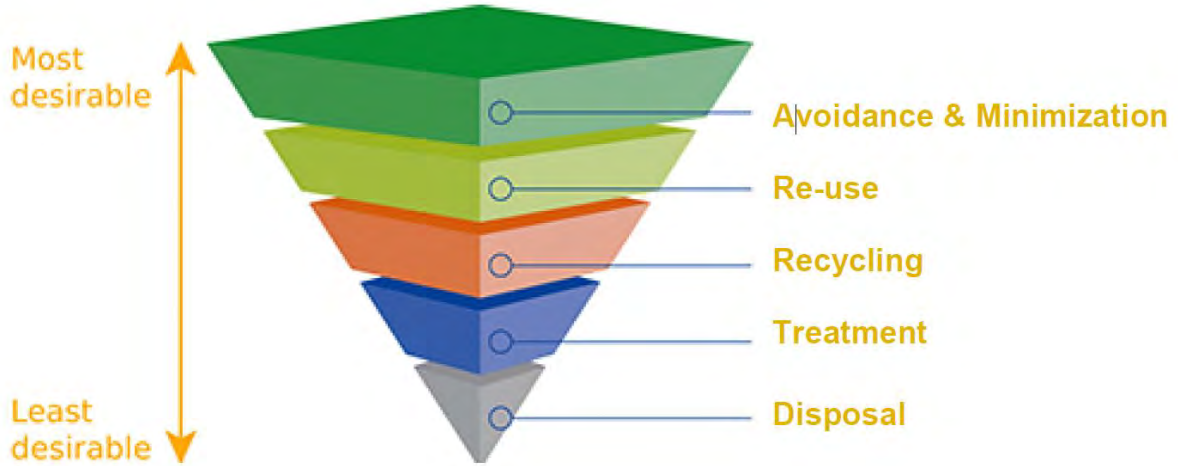 Most
desirable
Avoidance & Minimization
Re-use
Recycling
Treatment
Disposal
Least
desirable